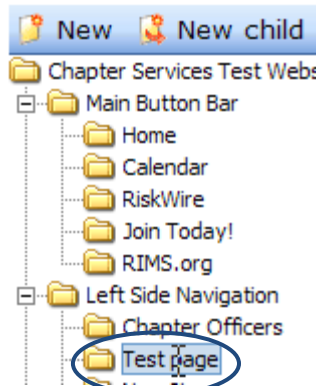 New New child
Chapter Services Test Webs
Main Button Bar
Home
Calendar
RiskWire
Join Today!
RIMS.org
Left Side Navigation
Chapter Officers
Test page